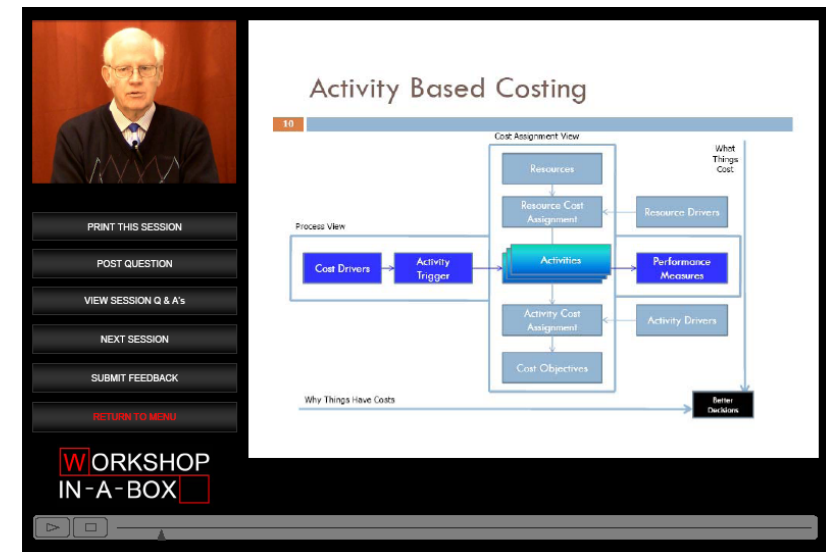 Activity Based Costing
10
Cost Assignment View
What
Things
Cost
Resources
Resource Cost
Assignment
Resource Drivers
Process View
Cost Drivers
Activity
Trigger
Activities
Performance
Measures
Activity Cost
Assignment
Activity Drivers
Cost Objectives
Why Things Have Costs
Better
Decisions
PRINT THIS SESSION
POST QUESTION
VIEW SESSION Q & A's
NEXT SESSION
SUBMIT FEEDBACK
RETURN TO MENU
WORKSHOP
IN-A-BOX